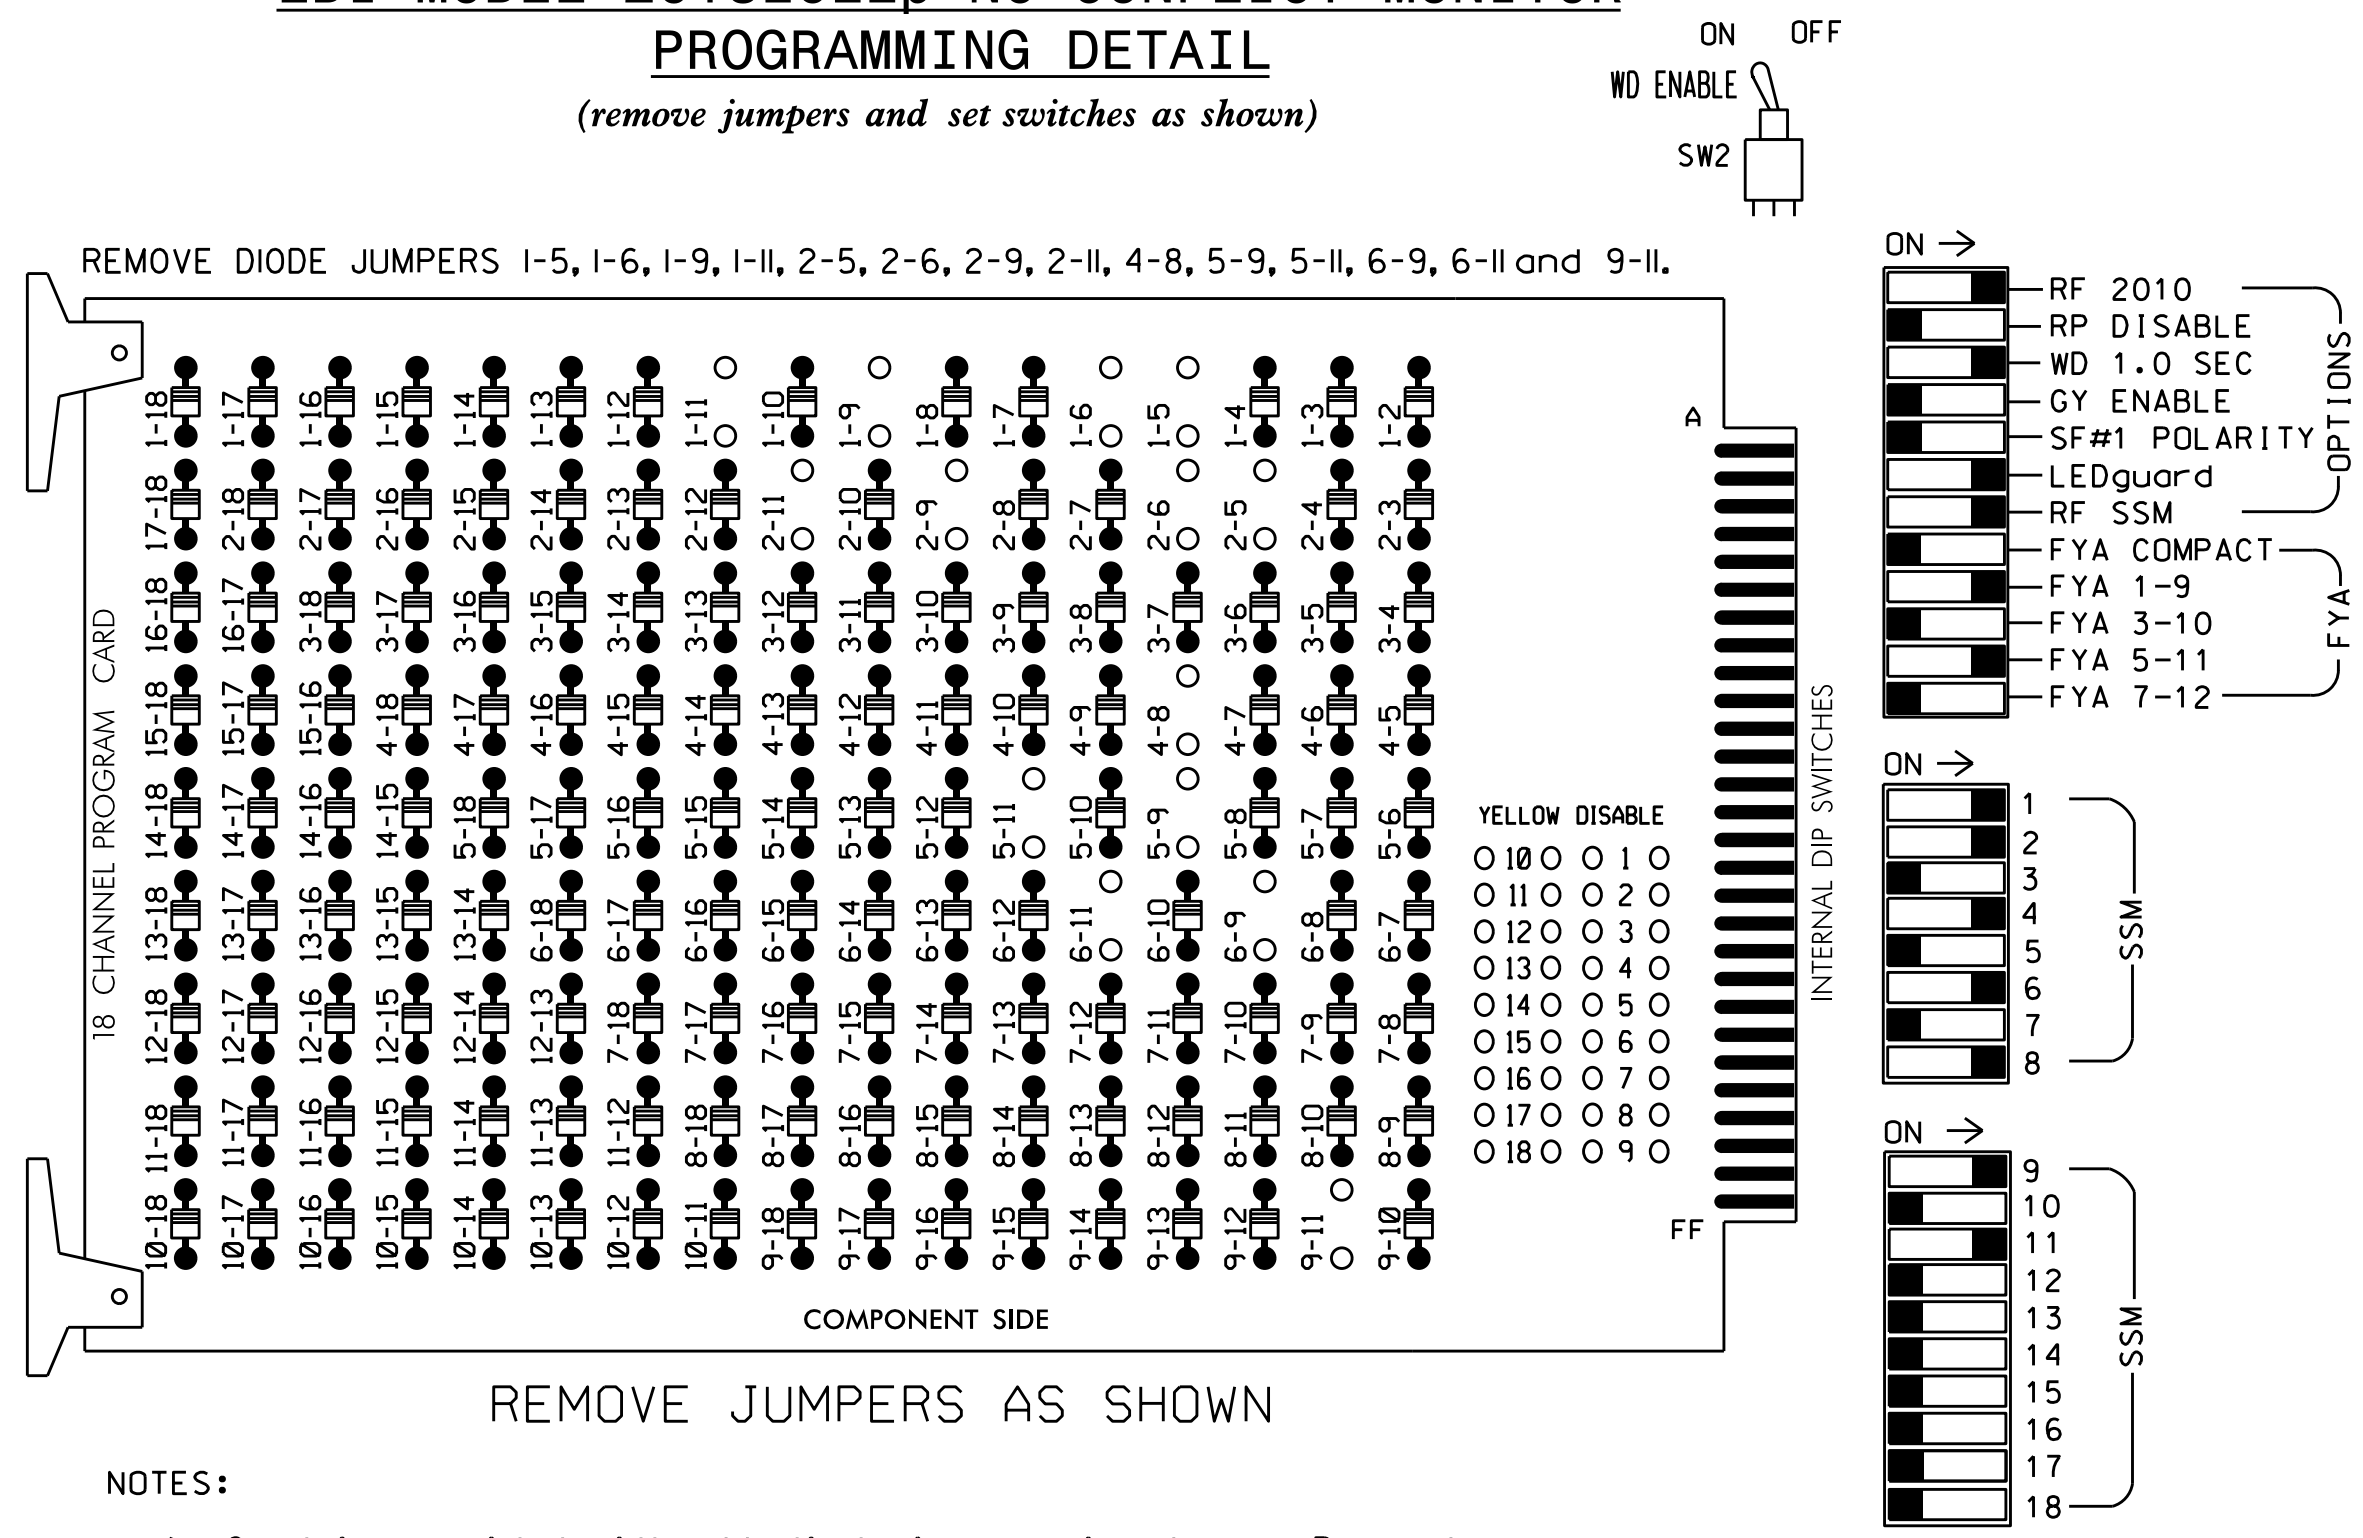 PROGRAMMING DETAIL
(remove jumpers and set switches as shown)
ON OFF
WD ENABLE
SW2
REMOVE DIODE JUMPERS 1-5, 1-6, 1-9, 1-11, 2-5, 2-6, 2-9, 2-11, 4-8, 5-9, 5-11, 6-9, 6-11 and 9-11.
1-18 1-17 1-16 1-15 1-14 1-13 1-12 1-11 1-10 1-9 1-8 1-7 1-6 1-5 1-4 1-3 1-2
17-18 2-18 2-17 2-16 2-15 2-14 2-13 2-12 2-11 2-10 2-9 2-8 2-7 2-6 2-5 2-4 2-3
16-18 16-17 3-18 3-17 3-16 3-15 3-14 3-13 3-12 3-11 3-10 3-9 3-8 3-7 3-6 3-5 3-4
15-18 15-17 15-16 4-18 4-17 4-16 4-15 4-14 4-13 4-12 4-11 4-10 4-9 4-8 4-7 4-6 4-5
14-18 14-17 14-16 14-15 5-18 5-17 5-16 5-15 5-14 5-13 5-12 5-11 5-10 5-9 5-8 5-7 5-6
13-18 13-17 13-16 13-15 13-14 6-18 6-17 6-16 6-15 6-14 6-13 6-12 6-11 6-10 6-9 6-8 6-7
12-18 12-17 12-16 12-15 12-14 12-13 7-18 7-17 7-16 7-15 7-14 7-13 7-12 7-11 7-10 7-9 7-8
11-18 11-17 11-16 11-15 11-14 11-13 11-12 8-18 8-17 8-16 8-15 8-14 8-13 8-12 8-11 8-10 8-9
10-18 10-17 10-16 10-15 10-14 10-13 10-12 10-11 9-18 9-17 9-16 9-15 9-14 9-13 9-12 9-11 9-10
18 CHANNEL PROGRAM CARD
YELLOW DISABLE
10 1
11 2
12 3
13 4
14 5
15 6
16 7
17 8
18 9
A
FF
COMPONENT SIDE
INTERNAL DIP SWITCHES
ON
RF 2010
RP DISABLE
WD 1.0 SEC
GY ENABLE
SF#1 POLARITY
LEDguard
RF SSM
OPTIONS
FYA COMPACT
FYA 1-9
FYA 3-10
FYA 5-11
FYA 7-12
FYA
ON
1
2
3
4
5
6
7
8
SSM
ON
9
10
11
12
13
14
15
16
17
18
SSM
REMOVE JUMPERS AS SHOWN
NOTES: